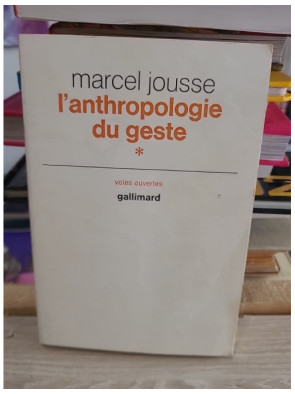 marcel jousse
l'anthropologie
du geste
*
voies ouvertes
gallimard